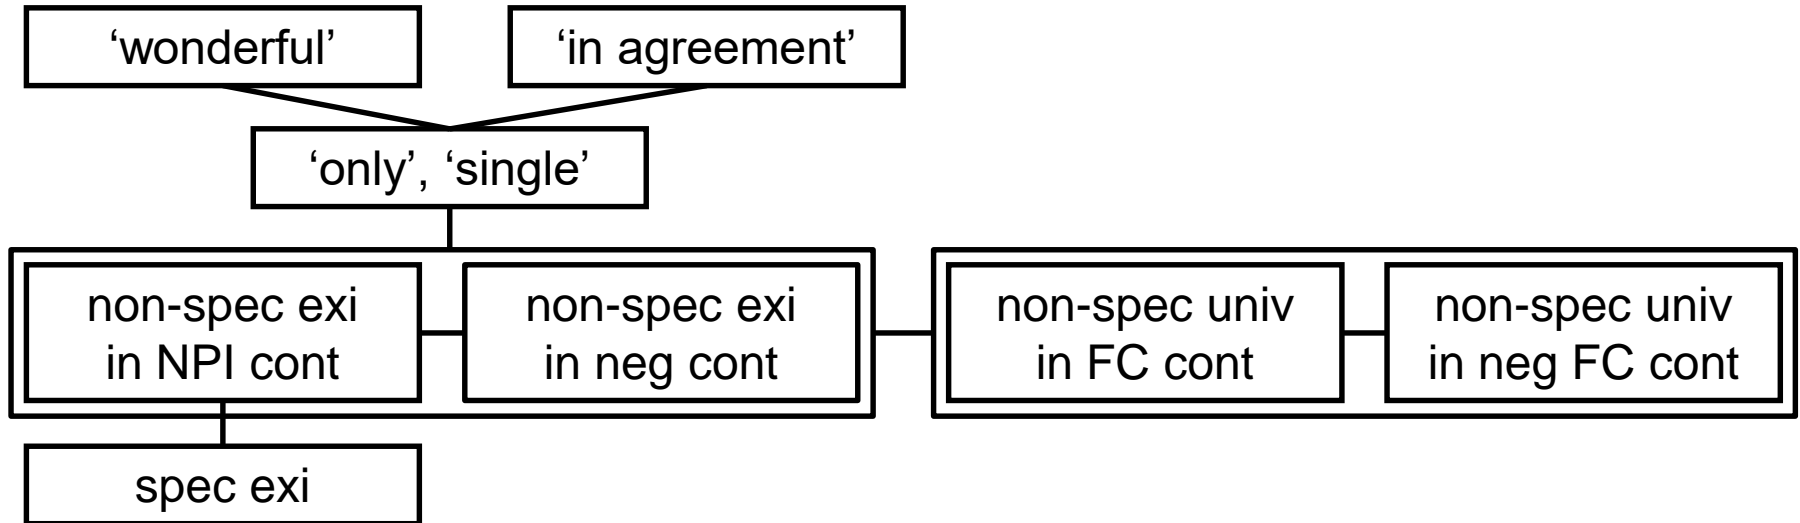 ‘wonderful’
‘in agreement’
‘only’, ‘single’
non-spec exi
in NPI cont
non-spec exi
in neg cont
non-spec univ
in FC cont
non-spec univ
in neg FC cont
spec exi